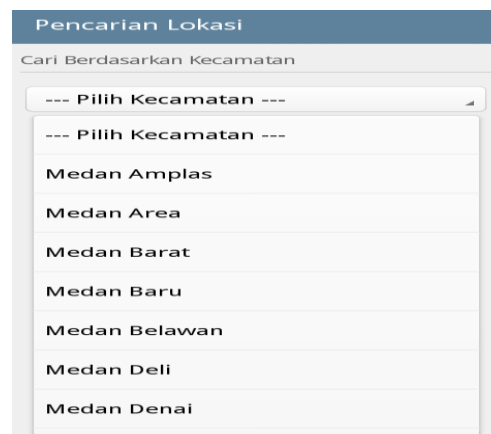 Pencarian Lokasi
Cari Berdasarkan Kecamatan
--- Pilih Kecamatan ---
--- Pilih Kecamatan ---
Medan Amplas
Medan Area
Medan Barat
Medan Baru
Medan Belawan
Medan Deli
Medan Denai